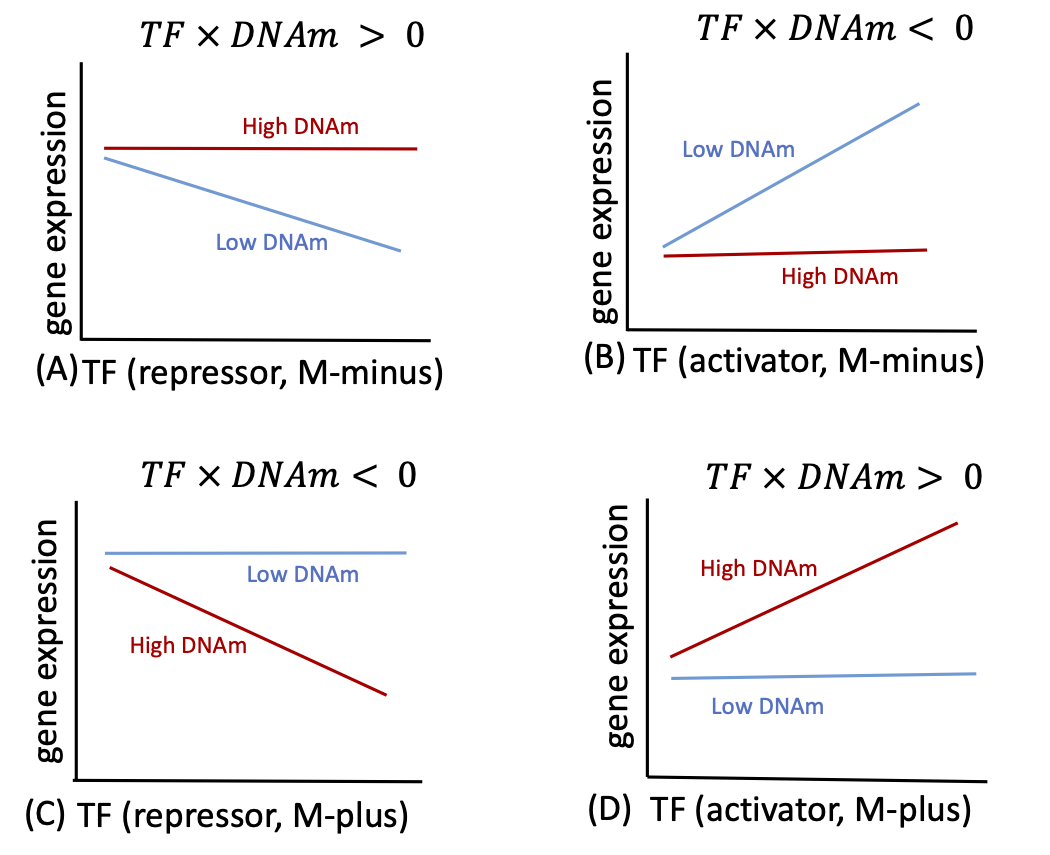 TF × DNAm > 0
gene expression
High DNAm
Low DNAm
(A) TF (repressor, M-minus)
TF × DNAm < 0
gene expression
Low DNAm
High DNAm
(B) TF (activator, M-minus)
TF × DNAm < 0
gene expression
Low DNAm
High DNAm
(C) TF (repressor, M-plus)
TF × DNAm > 0
gene expression
High DNAm
Low DNAm
(D) TF (activator, M-plus)